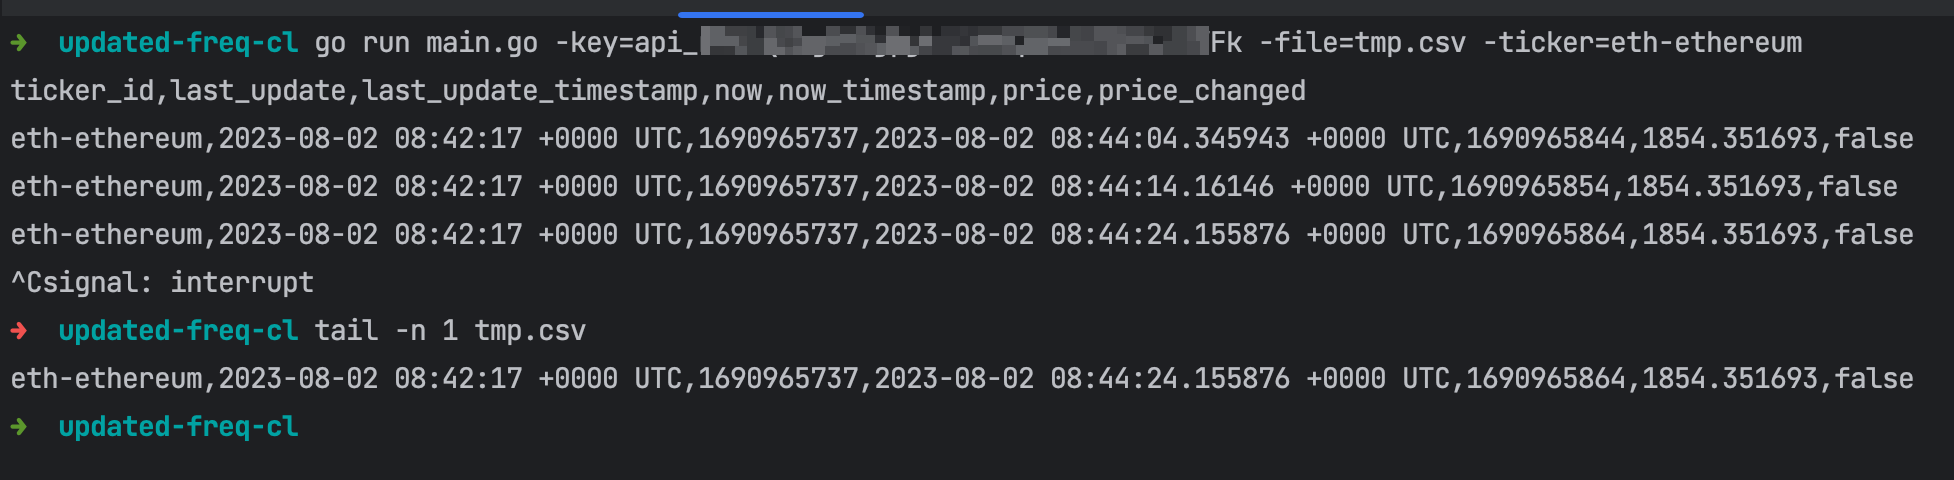 ➜ updated-freq-cl go run main.go -key=api_ Fk -file=tmp.csv -ticker=eth-ethereum
ticker_id,last_update,last_update_timestamp,now,now_timestamp,price,price_changed
eth-ethereum,2023-08-02 08:42:17 +0000 UTC,1690965737,2023-08-02 08:44:04.345943 +0000 UTC,1690965844,1854.351693,false
eth-ethereum,2023-08-02 08:42:17 +0000 UTC,1690965737,2023-08-02 08:44:14.16146 +0000 UTC,1690965854,1854.351693,false
eth-ethereum,2023-08-02 08:42:17 +0000 UTC,1690965737,2023-08-02 08:44:24.155876 +0000 UTC,1690965864,1854.351693,false
^Csignal: interrupt
➜ updated-freq-cl tail -n 1 tmp.csv
eth-ethereum,2023-08-02 08:42:17 +0000 UTC,1690965737,2023-08-02 08:44:24.155876 +0000 UTC,1690965864,1854.351693,false
➜ updated-freq-cl